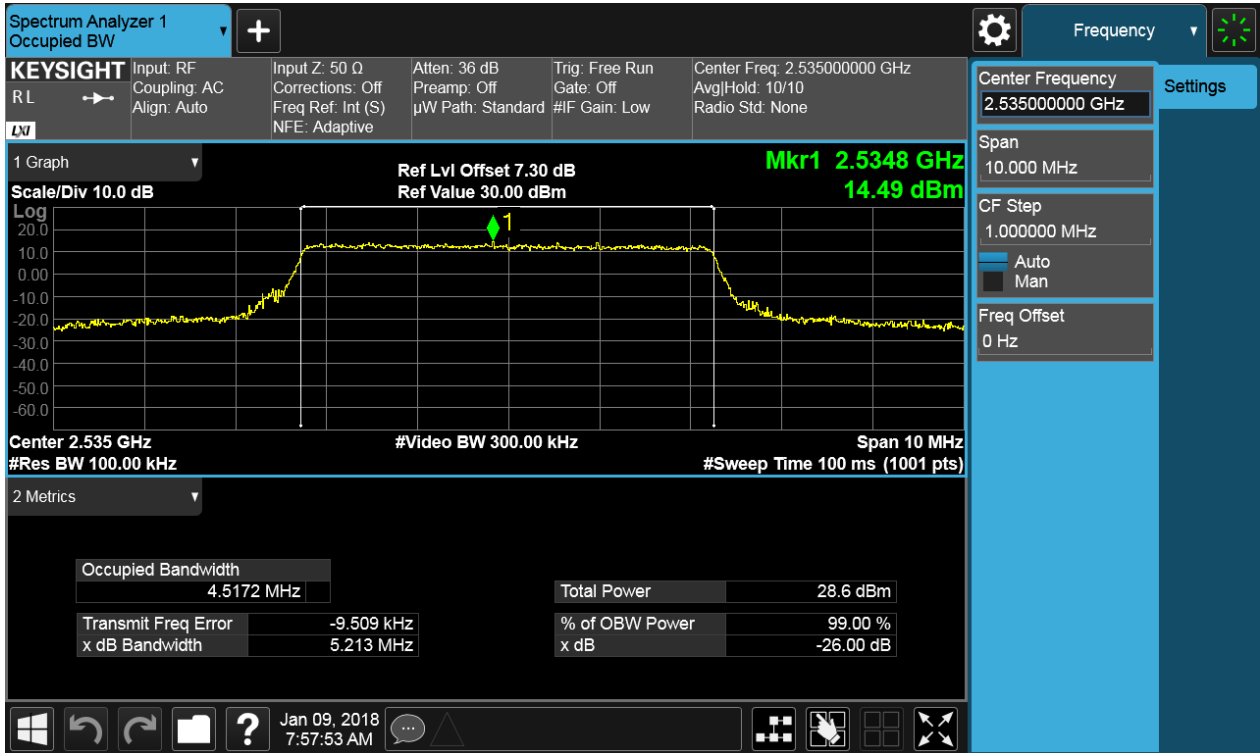 Spectrum Analyzer 1
Occupied BW
+
Frequency
KEYSIGHT
RL
LXI
Input: RF
Coupling: AC
Align: Auto
Input Z: 50 Ω
Corrections: Off
Freq Ref: Int (S)
NFE: Adaptive
Atten: 36 dB
Preamp: Off
µW Path: Standard
Trig: Free Run
Gate: Off
#IF Gain: Low
Center Freq: 2.535000000 GHz
Avg|Hold: 10/10
Radio Std: None
1 Graph
Scale/Div 10.0 dB
Ref Lvl Offset 7.30 dB
Ref Value 30.00 dBm
Mkr1 2.5348 GHz
14.49 dBm
Log
20.0
10.0
0.00
-10.0
-20.0
-30.0
-40.0
-50.0
-60.0
1
Center 2.535 GHz
#Video BW 300.00 kHz
Span 10 MHz
#Res BW 100.00 kHz
#Sweep Time 100 ms (1001 pts)
2 Metrics
Occupied Bandwidth
4.5172 MHz
Transmit Freq Error -9.509 kHz
x dB Bandwidth 5.213 MHz
Total Power 28.6 dBm
% of OBW Power 99.00 %
x dB -26.00 dB
Center Frequency
2.535000000 GHz
Span
10.000 MHz
CF Step
1.000000 MHz
Auto
Man
Freq Offset
0 Hz
Settings
?
Jan 09, 2018
7:57:53 AM